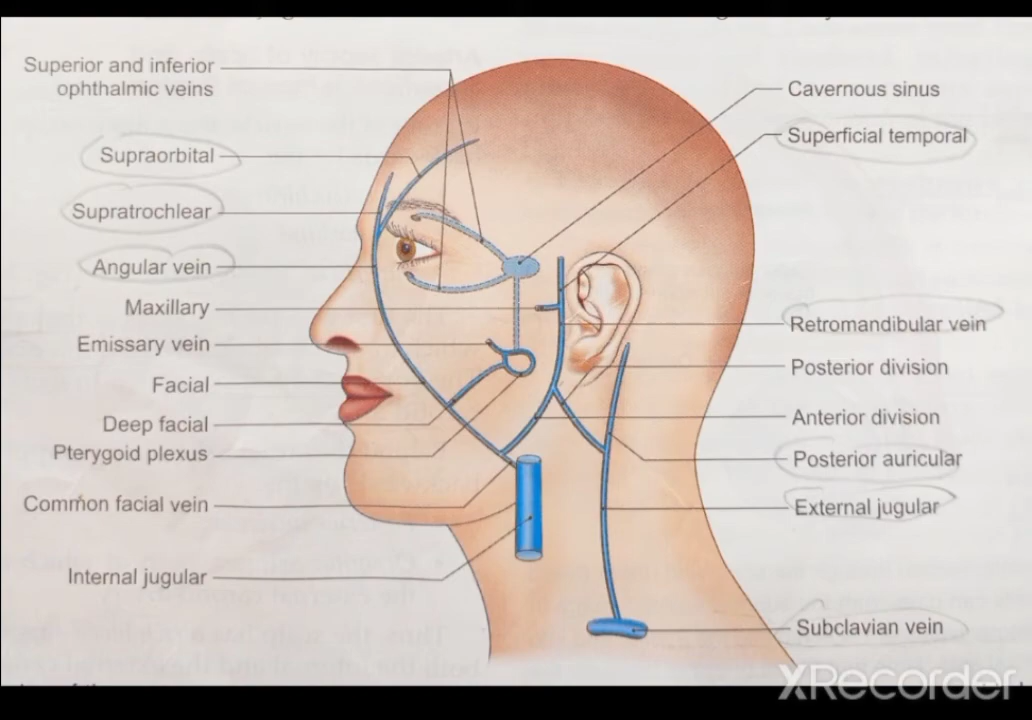 Superior and inferior
ophthalmic veins
Supraorbital
Supratrochlear
Angular vein
Maxillary
Emissary vein
Facial
Deep facial
Pterygoid plexus
Common facial vein
Internal jugular
Cavernous sinus
Superficial temporal
Retromandibular vein
Posterior division
Anterior division
Posterior auricular
External jugular
Subclavian vein
XRecorder